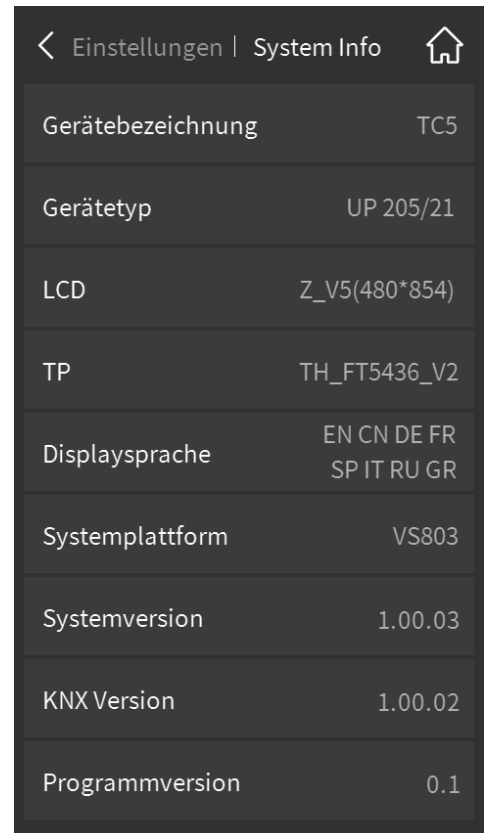 Einstellungen | System Info
Gerätebezeichnung TC5
Gerätetyp UP 205/21
LCD Z_V5(480*854)
TP TH_FT5436_V2
Displaysprache EN CN DE FR
SP IT RU GR
Systemplattform VS803
Systemversion 1.00.03
KNX Version 1.00.02
Programmversion 0.1